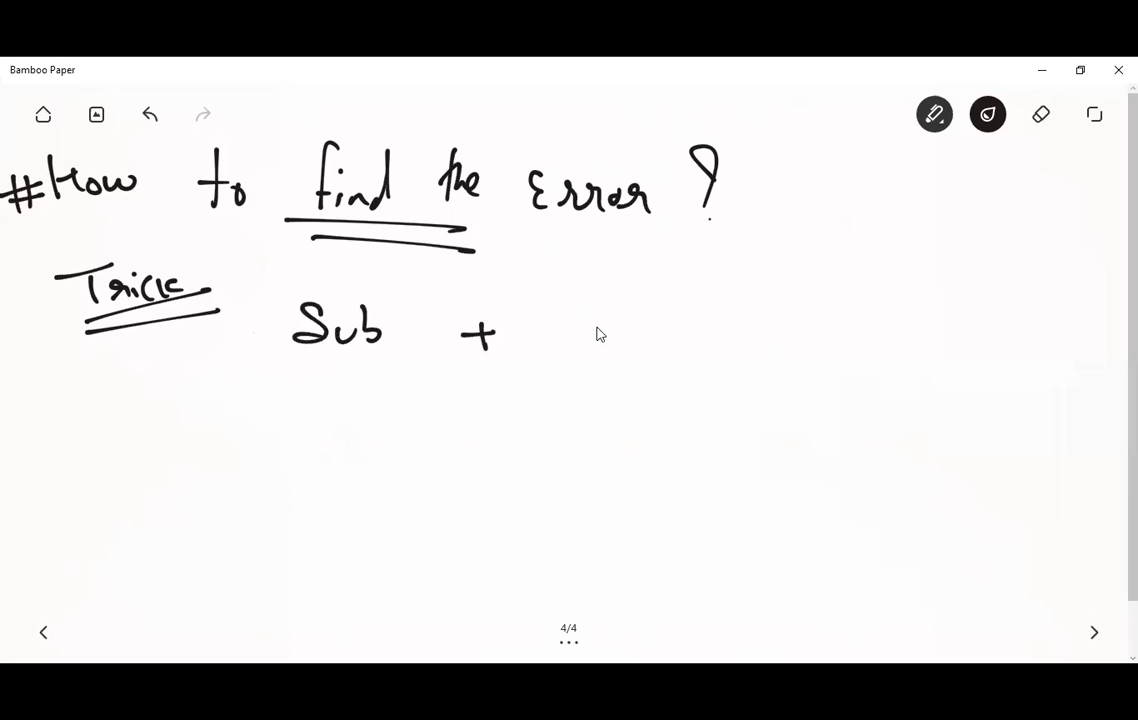 Bamboo Paper
#How to find the Error ?
Trick
Sub +
4/4